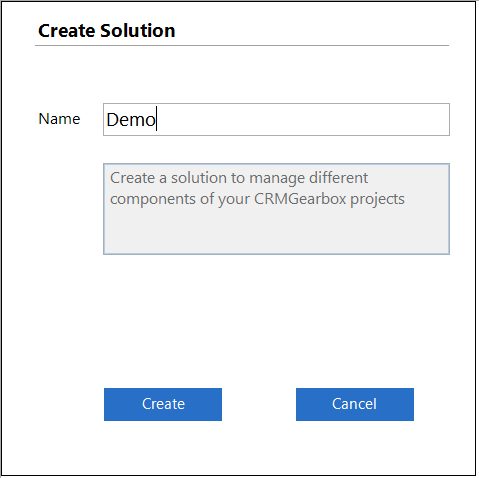 Create Solution
Name
Demo
Create a solution to manage different
components of your CRMGearbox projects
Create
Cancel